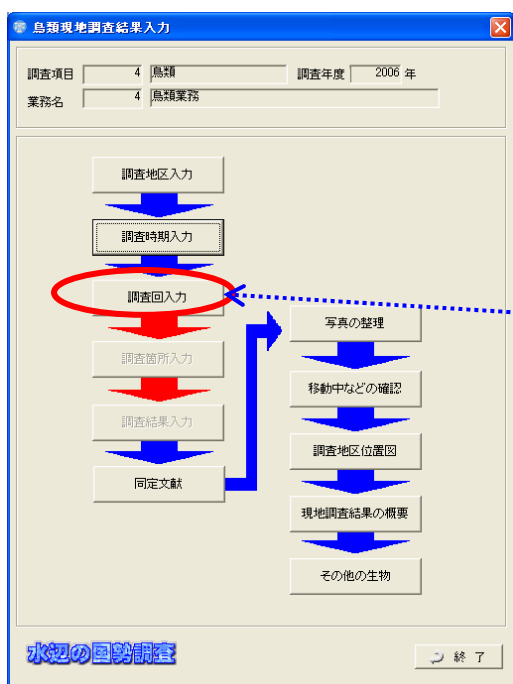 鳥類現地調査結果入力
調査項目 4 鳥類 調査年度 2006 年
業務名 4 鳥類業務
調査地区入力
調査時期入力
調査回入力
調査箇所入力
調査結果入力
同定文献
写真の整理
移動中などの確認
調査地区位置図
現地調査結果の概要
その他の生物
水辺の国勢調査
終 了